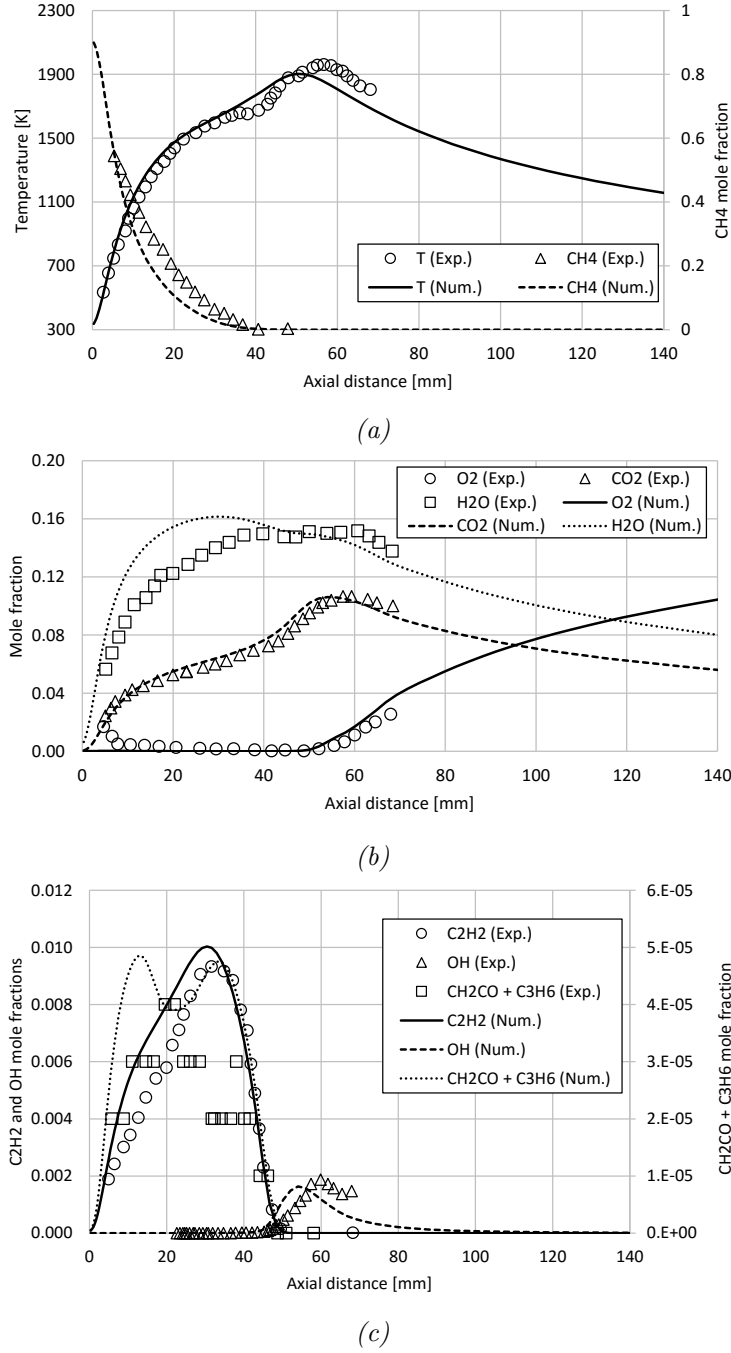 2300
1900
1500
1100
700
300
Temperature [K]
1
0.8
0.6
0.4
0.2
0
CH4 mole fraction
T (Exp.) CH4 (Exp.)
T (Num.) CH4 (Num.)
0 20 40 60 80 100 120 140
Axial distance [mm]
(a)
0.20
0.16
0.12
0.08
0.04
0.00
Mole fraction
O2 (Exp.) CO2 (Exp.)
H2O (Exp.) O2 (Num.)
CO2 (Num.) H2O (Num.)
0 20 40 60 80 100 120 140
Axial distance [mm]
(b)
0.012
0.010
0.008
0.006
0.004
0.002
0.000
C2H2 and OH mole fractions
6.E-05
5.E-05
4.E-05
3.E-05
2.E-05
1.E-05
0.E+00
CH2CO + C3H6 mole fraction
C2H2 (Exp.)
OH (Exp.)
CH2CO + C3H6 (Exp.)
C2H2 (Num.)
OH (Num.)
CH2CO + C3H6 (Num.)
0 20 40 60 80 100 120 140
Axial distance [mm]
(c)